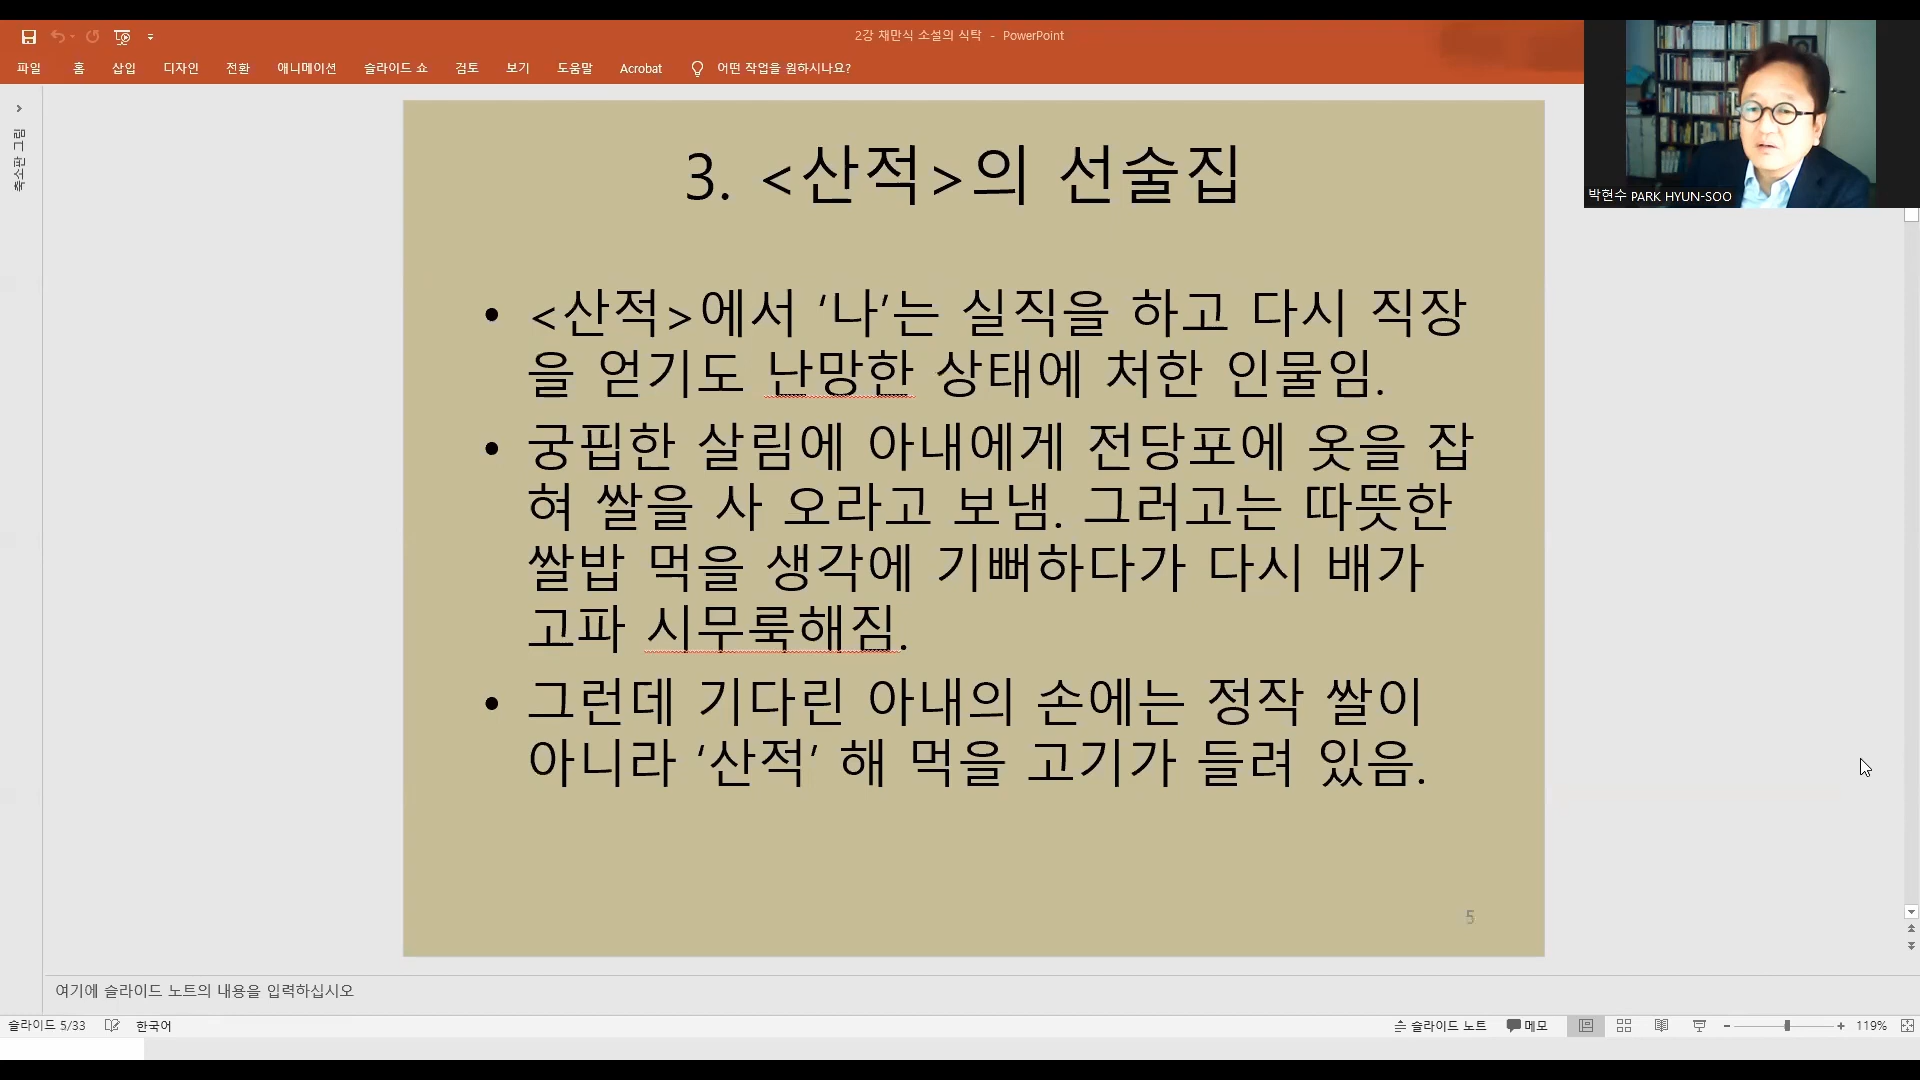 2강 채만식 소설의 식탁 - PowerPoint
파일 홈 삽입 디자인 전환 애니메이션 슬라이드 쇼 검토 보기 도움말 Acrobat 어떤 작업을 원하시나요?
박현수 PARK HYUN-SOO
축소판 그림
3. <산적>의 선술집
• <산적>에서 ‘나’는 실직을 하고 다시 직장
을 얻기도 난망한 상태에 처한 인물임.
• 궁핍한 살림에 아내에게 전당포에 옷을 잡
혀 쌀을 사 오라고 보냄. 그러고는 따뜻한
쌀밥 먹을 생각에 기뻐하다가 다시 배가
고파 시무룩해짐.
• 그런데 기다린 아내의 손에는 정작 쌀이
아니라 ‘산적’ 해 먹을 고기가 들려 있음.
5
여기에 슬라이드 노트의 내용을 입력하십시오
슬라이드 5/33 한국어 슬라이드 노트 메모 119%